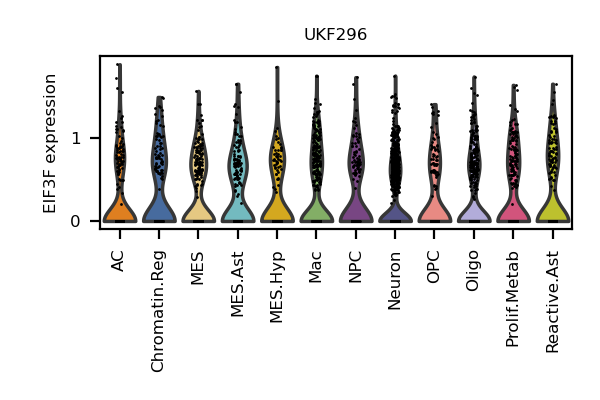 UKF296
EIF3F expression
1
0
AC
Chromatin.Reg
MES
MES.Ast
MES.Hyp
Mac
NPC
Neuron
OPC
Oligo
Prolif.Metab
Reactive.Ast